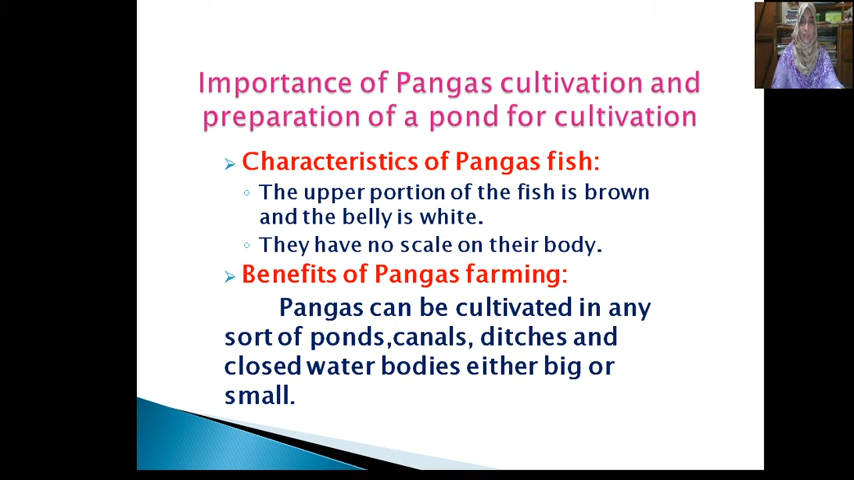 Importance of Pangas cultivation and
preparation of a pond for cultivation
Characteristics of Pangas fish:
The upper portion of the fish is brown
and the belly is white.
They have no scale on their body.
Benefits of Pangas farming:
Pangas can be cultivated in any
sort of ponds,canals, ditches and
closed water bodies either big or
small.